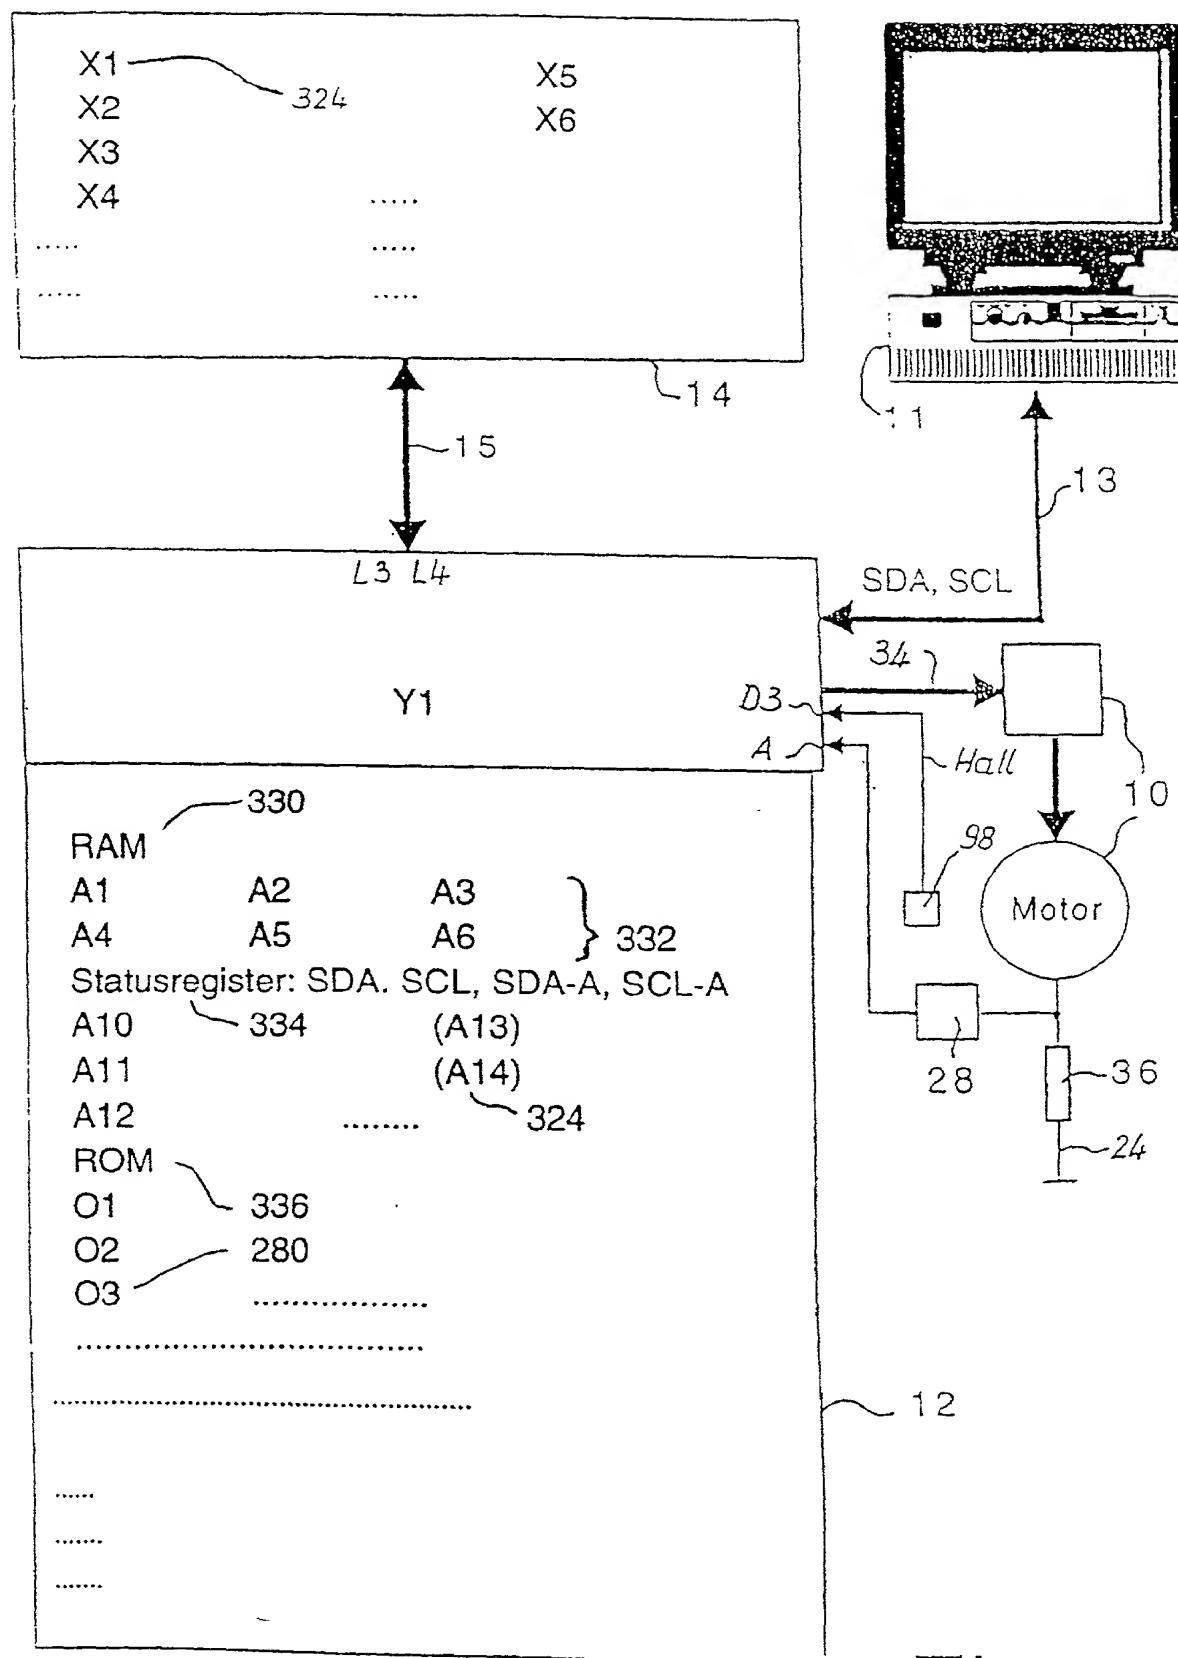 X1
324
X5
X2
X6
X3
X4
.....
..... .....
..... .....
14
11
15
13
L3 L4
SDA, SCL
34
Y1
D3
A
Hall
10
330
RAM
98
A1 A2 A3
Motor
A4 A5 A6
332
Statusregister: SDA. SCL, SDA-A, SCL-A
A10 334 (A13)
A11 (A14)
28
36
A12 ........ 324
24
ROM
O1 336
O2 280
O3 ..................
...................................
..........................................
12
.....
.....
.....